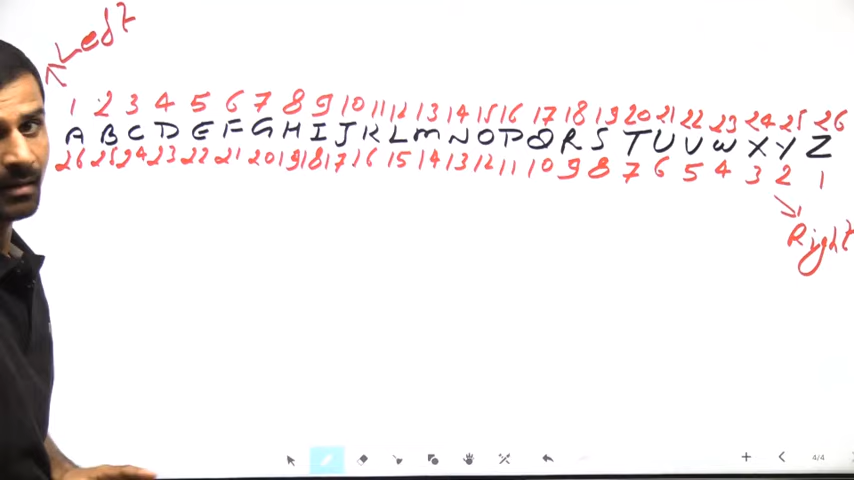 Left
1 2 3 4 5 6 7 8 9 10 11 12 13 14 15 16 17 18 19 20 21 22 23 24 25 26
A B C D E F G H I J K L M N O P Q R S T U V W X Y Z
26 25 24 23 22 21 20 19 18 17 16 15 14 13 12 11 10 9 8 7 6 5 4 3 2 1
Right
4/4